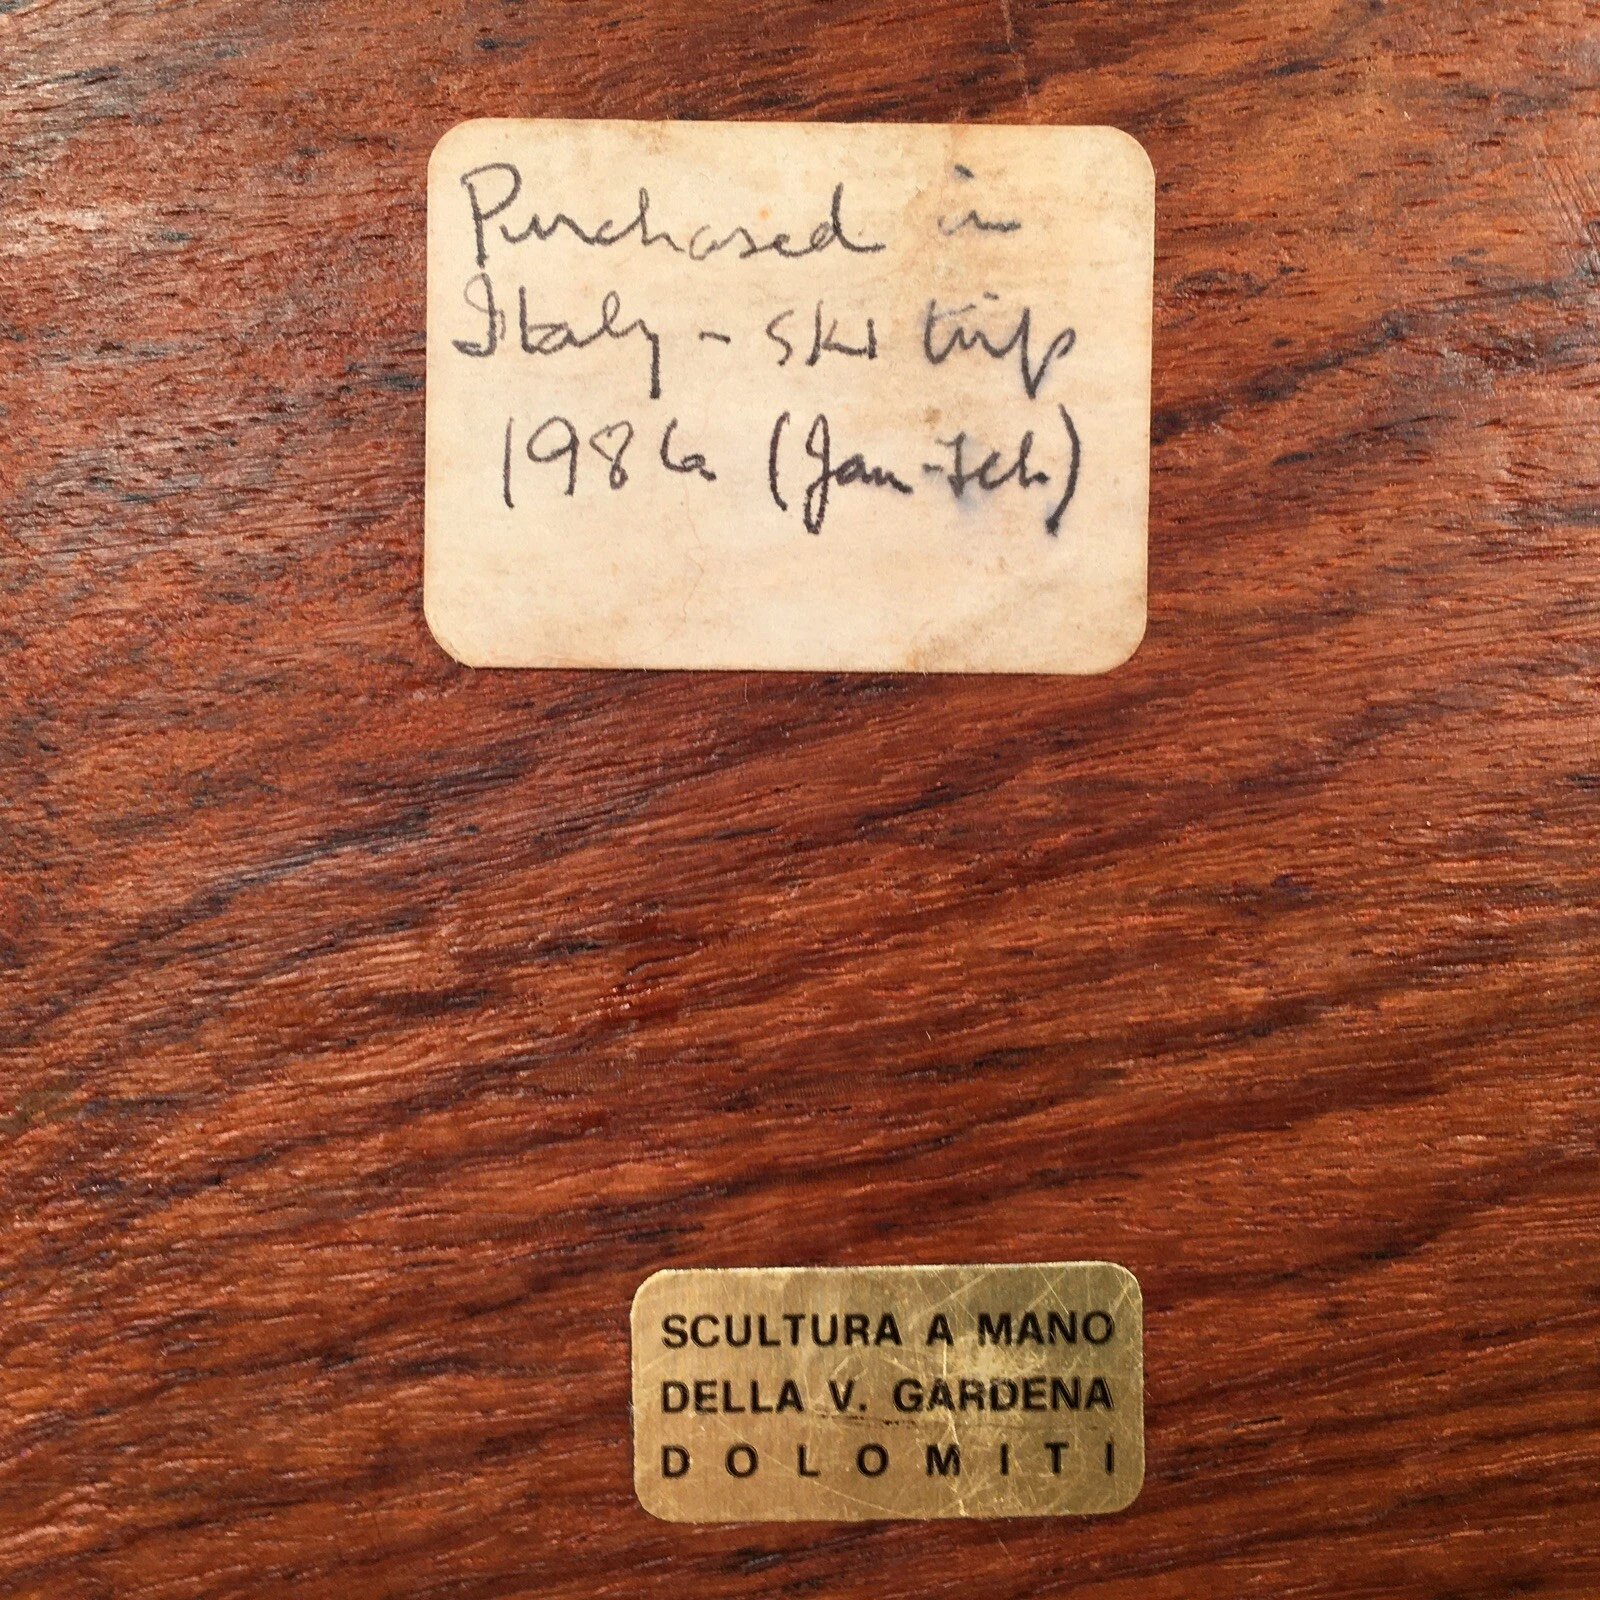 Purchased in
Italy - ski trip
1986 (Jan-Feb)
SCULTURA A MANO
DELLA V. GARDENA
DOLOMITI